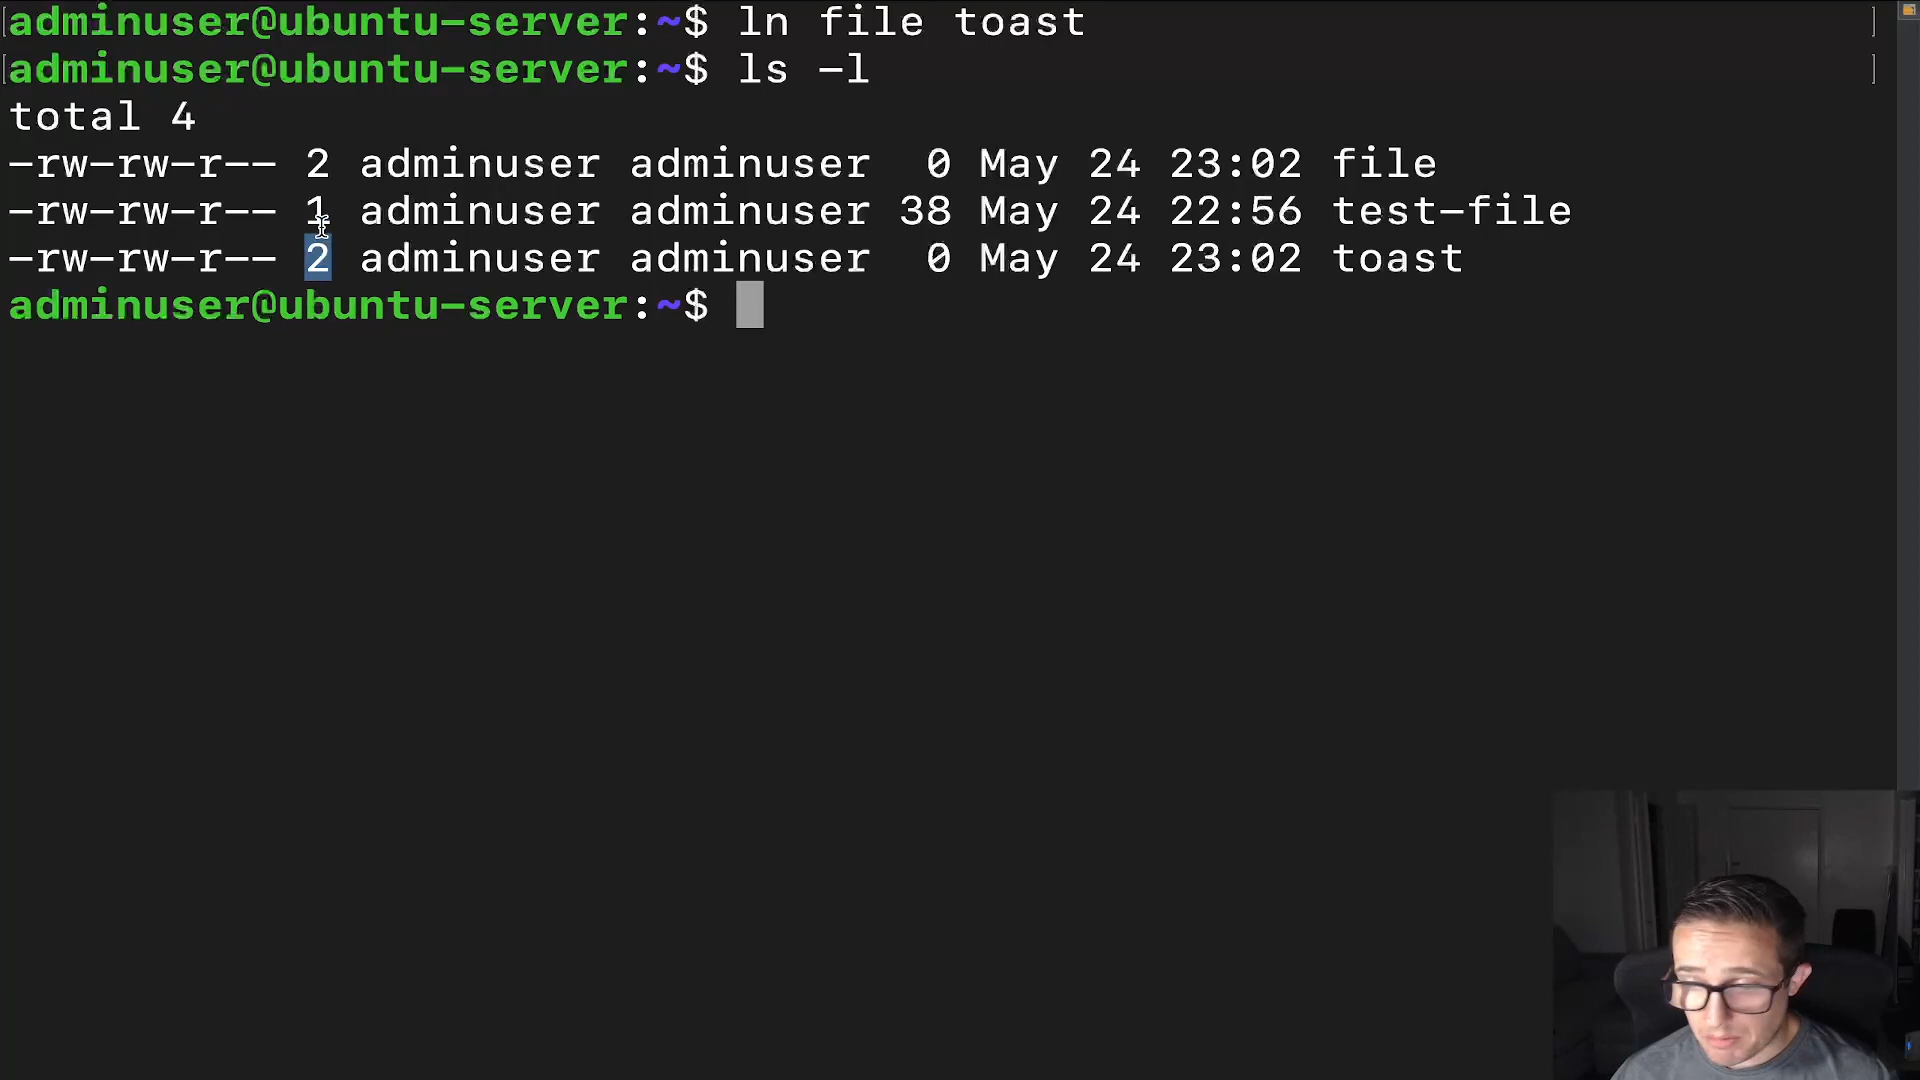 adminuser@ubuntu-server:~$ ln file toast
adminuser@ubuntu-server:~$ ls -l
total 4
-rw-rw-r-- 2 adminuser adminuser  0 May 24 23:02 file
-rw-rw-r-- 1 adminuser adminuser 38 May 24 22:56 test-file
-rw-rw-r-- 2 adminuser adminuser  0 May 24 23:02 toast
adminuser@ubuntu-server:~$